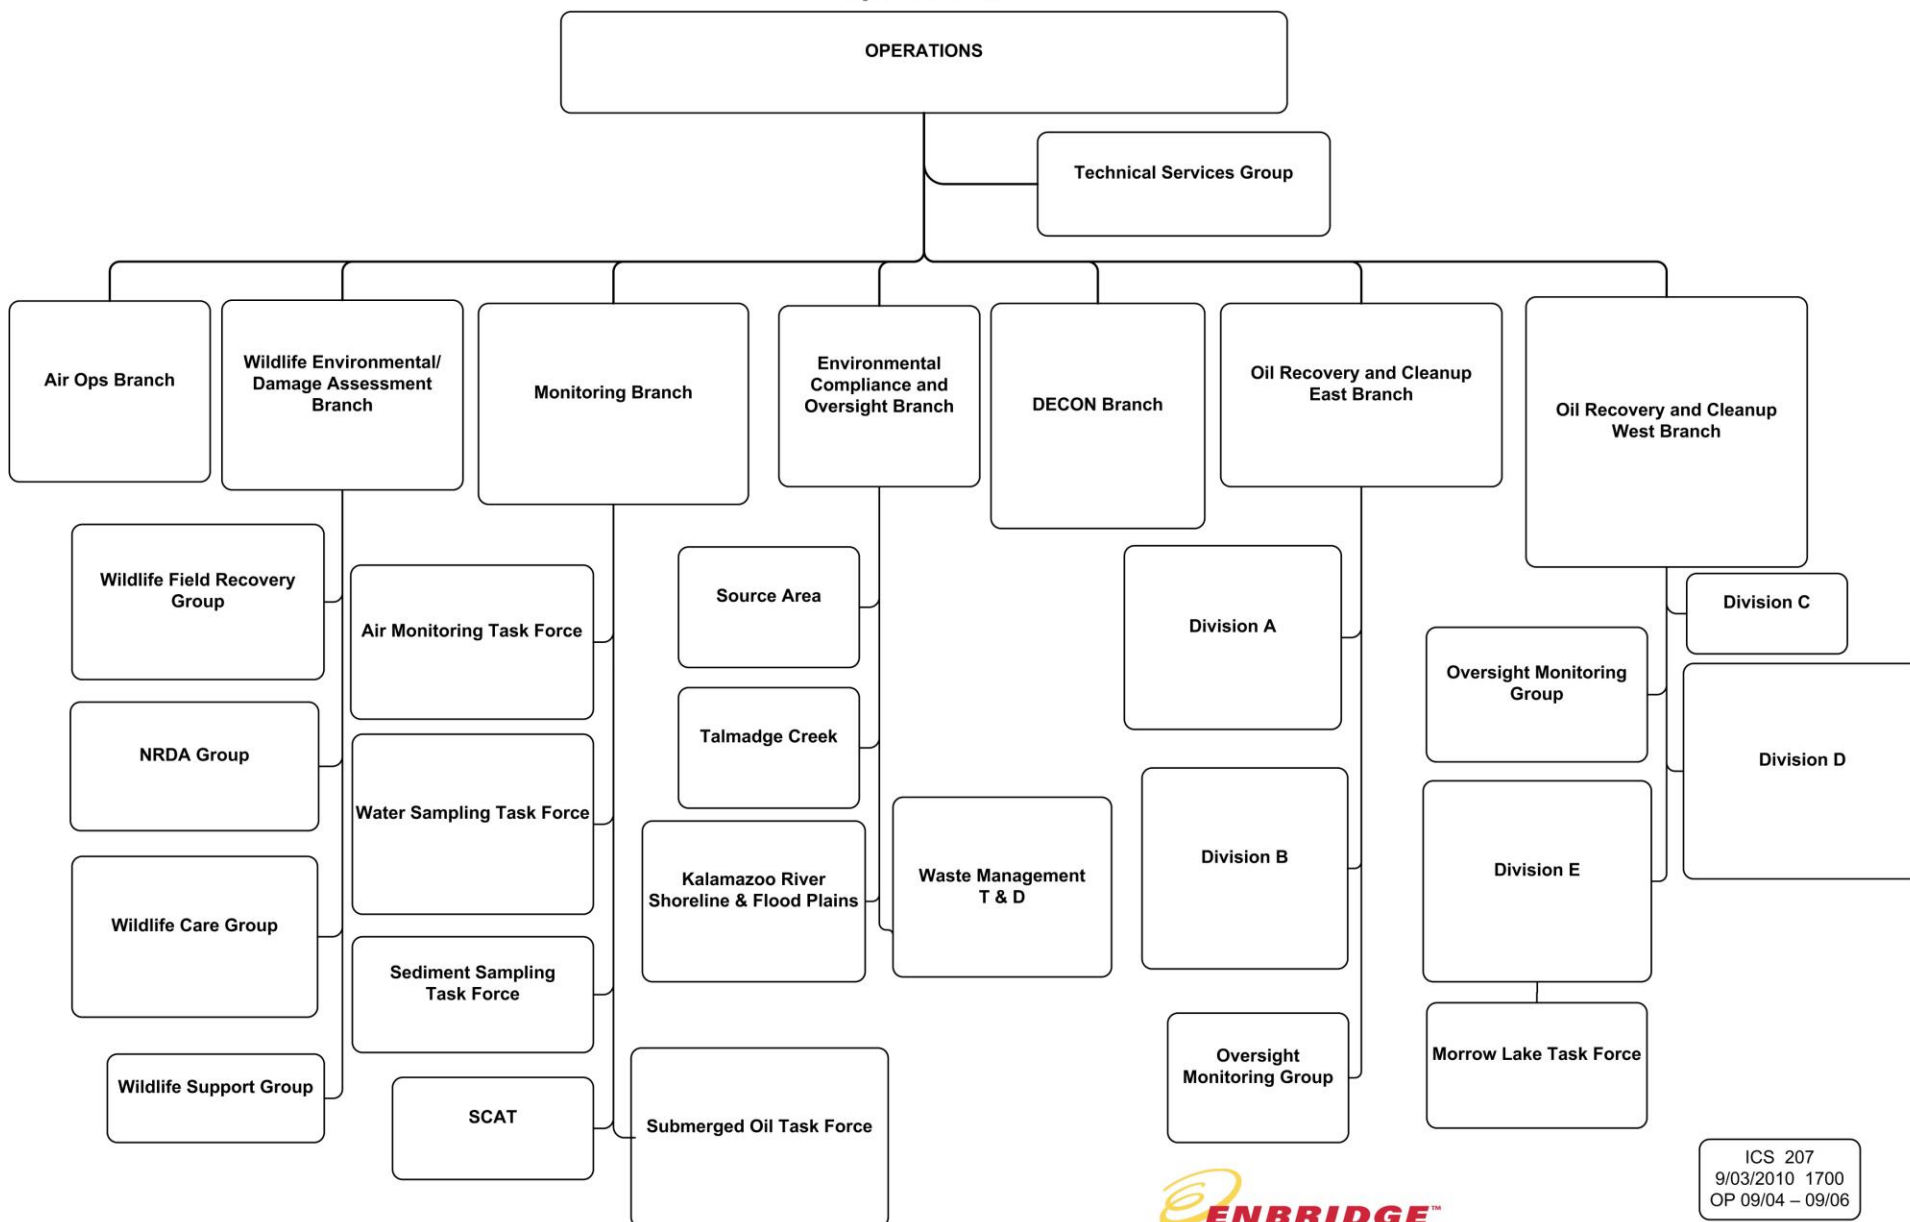 OPERATIONS
Technical Services Group
Air Ops Branch
Wildlife Environmental/
Damage Assessment
Branch
Monitoring Branch
Environmental
Compliance and
Oversight Branch
DECON Branch
Oil Recovery and Cleanup
East Branch
Oil Recovery and Cleanup
West Branch
Wildlife Field Recovery
Group
NRDA Group
Wildlife Care Group
Wildlife Support Group
Air Monitoring Task Force
Water Sampling Task Force
Sediment Sampling
Task Force
SCAT
Submerged Oil Task Force
Source Area
Talmadge Creek
Kalamazoo River
Shoreline & Flood Plains
Waste Management
T & D
Division A
Division B
Oversight
Monitoring Group
Division C
Oversight Monitoring
Group
Division D
Division E
Morrow Lake Task Force
ENBRIDGE™
ICS 207
9/03/2010 1700
OP 09/04 – 09/06